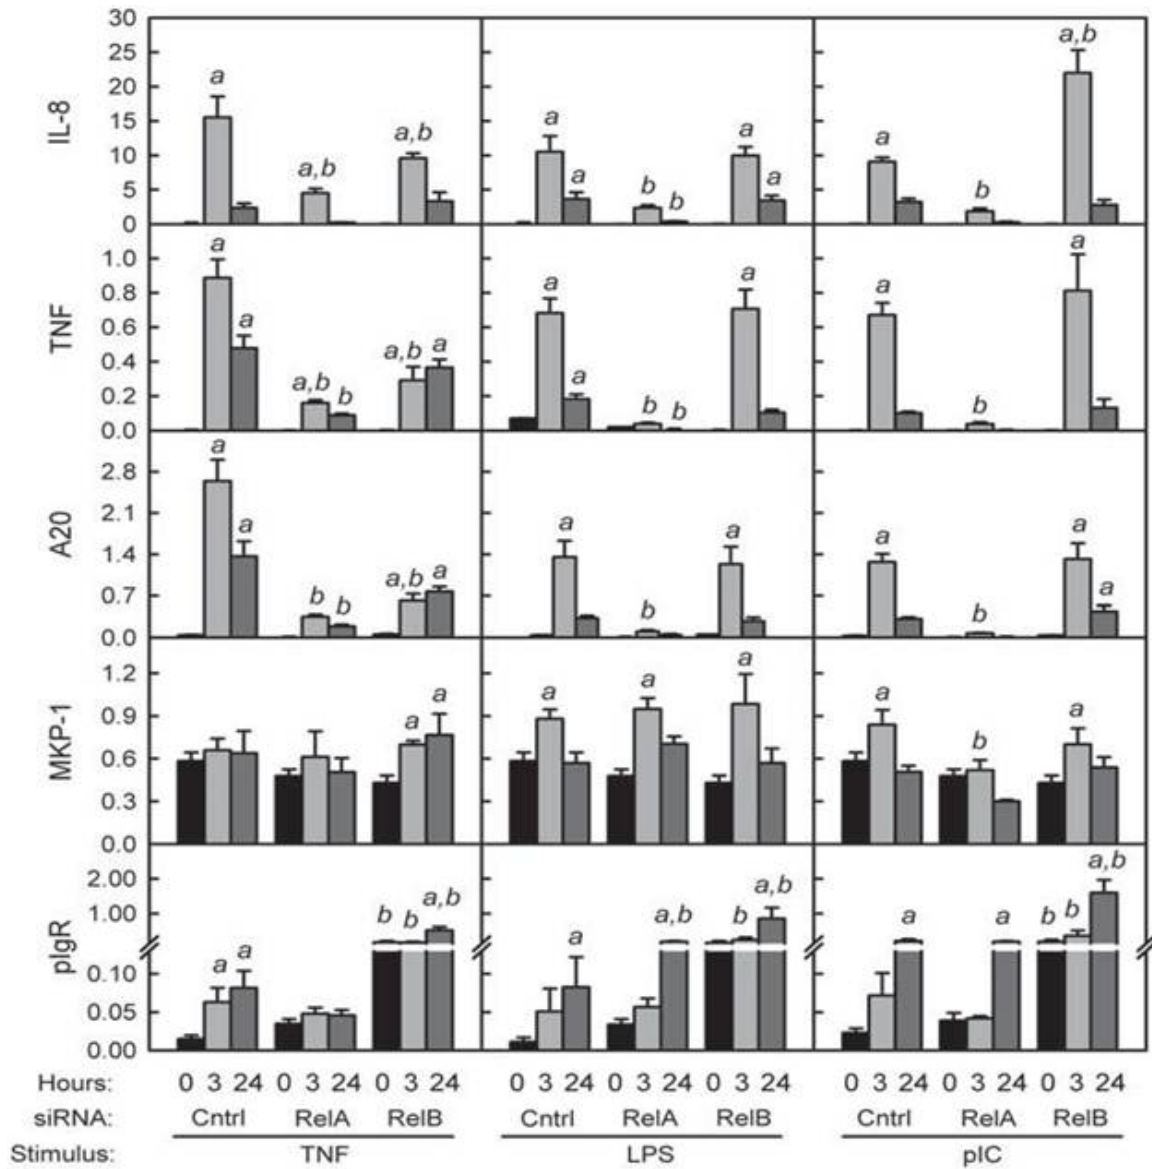 IL-8
30
25
20
15
10
5
0
a
a,b
a,b
a
a
b
b
a
a
a
b
a,b
TNF
1.0
0.8
0.6
0.4
0.2
0.0
a
a
a,b
b
a,b
a
a
a
b
b
a
a
b
a
A20
2.8
2.1
1.4
0.7
0.0
a
a
b
b
a,b
a
a
b
a
a
b
a
a
MKP-1
1.2
0.9
0.6
0.3
0.0
a
a
a
a
a
a
b
a
pIgR
2.00
1.00
0.10
0.05
0.00
a
a
b
b
a,b
a
a,b
b
a,b
a
a
b
b
a,b
Hours: 0 3 24 0 3 24 0 3 24 0 3 24 0 3 24 0 3 24 0 3 24 0 3 24 0 3 24
siRNA: Cntrl RelA RelB Cntrl RelA RelB Cntrl RelA RelB
Stimulus: TNF LPS pIC